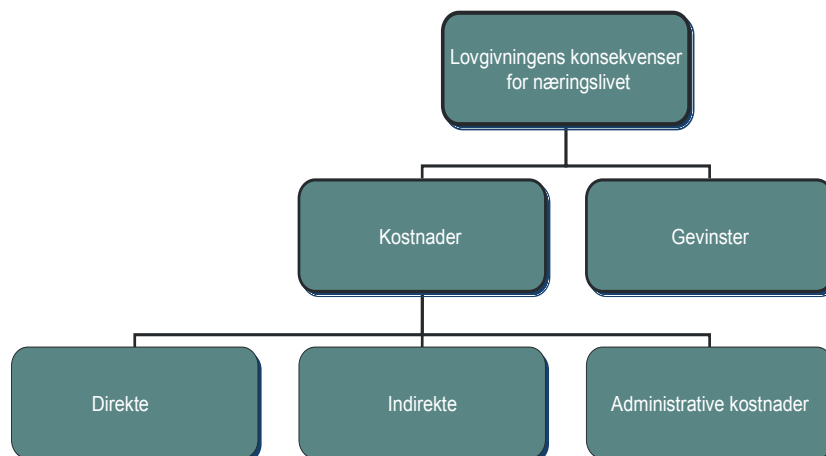 Lovgivningens konsekvenser
for næringslivet
Kostnader
Gevinster
Direkte
Indirekte
Administrative kostnader